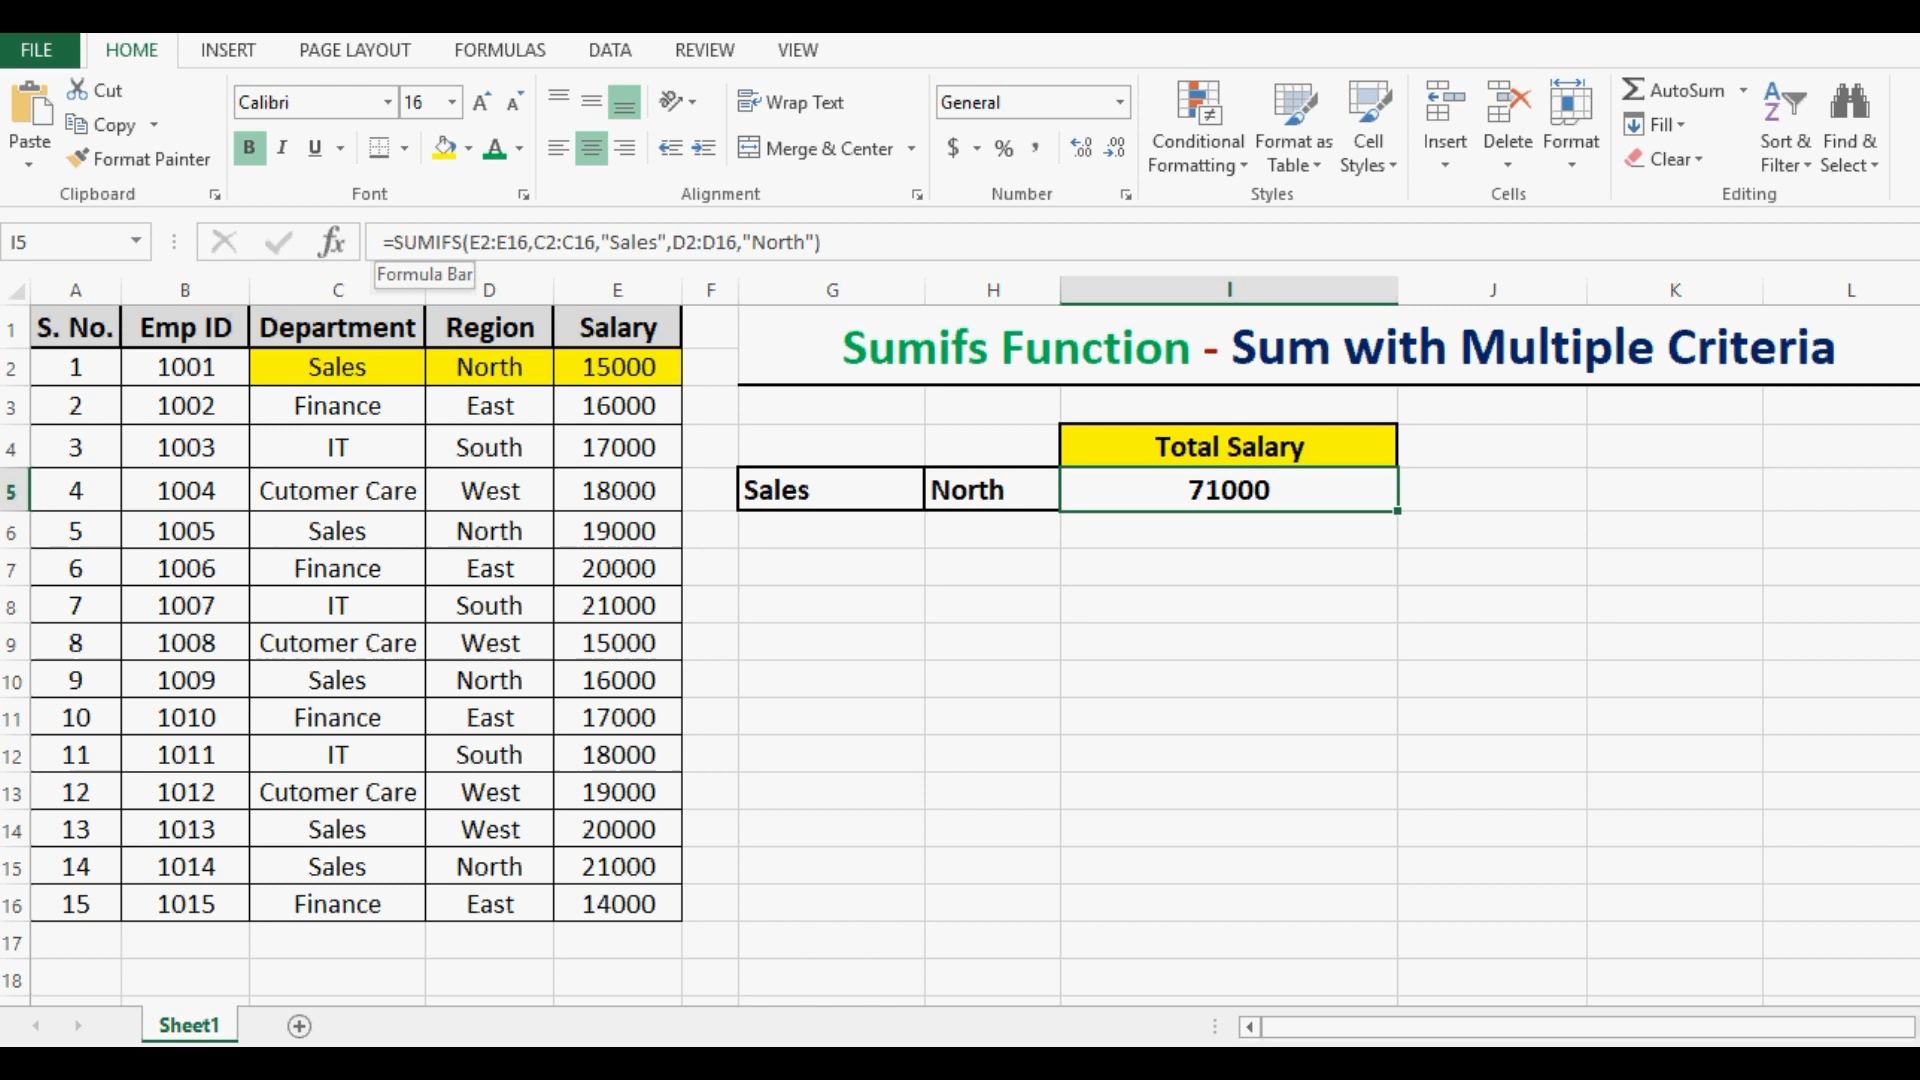 FILE HOME INSERT PAGE LAYOUT FORMULAS DATA REVIEW VIEW
Paste
Cut
Copy
Format Painter
Clipboard
Calibri 16
B I U
Font
Wrap Text
Merge & Center
Alignment
General
$ % ,
Number
Conditional Formatting
Format as Table
Cell Styles
Styles
Insert Delete Format
Cells
AutoSum
Fill
Clear
Sort & Filter
Find & Select
Editing
I5 fx =SUMIFS(E2:E16,C2:C16,"Sales",D2:D16,"North")
Formula Bar
A B C D E F G H I J K L
1 S. No. Emp ID Department Region Salary Sumifs Function - Sum with Multiple Criteria
2 1 1001 Sales North 15000
3 2 1002 Finance East 16000
4 3 1003 IT South 17000 Total Salary
5 4 1004 Cutomer Care West 18000 Sales North 71000
6 5 1005 Sales North 19000
7 6 1006 Finance East 20000
8 7 1007 IT South 21000
9 8 1008 Cutomer Care West 15000
10 9 1009 Sales North 16000
11 10 1010 Finance East 17000
12 11 1011 IT South 18000
13 12 1012 Cutomer Care West 19000
14 13 1013 Sales West 20000
15 14 1014 Sales North 21000
16 15 1015 Finance East 14000
17
18
Sheet1